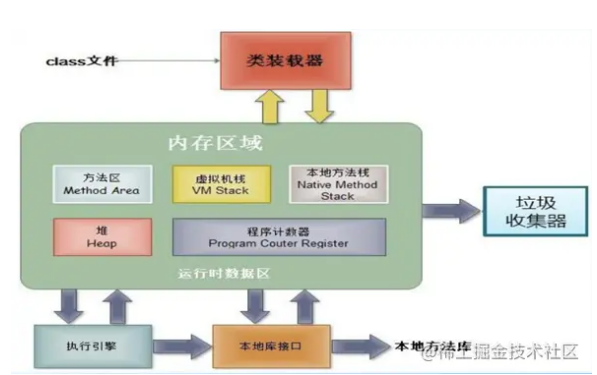 class文件
类装载器
内存区域
方法区
Method Area
虚拟机栈
VM Stack
本地方法栈
Native Method
Stack
堆
Heap
程序计数器
Program Couter Register
运行时数据区
垃圾
收集器
执行引擎
本地库接口
本地方法库
@稀土掘金技术社区